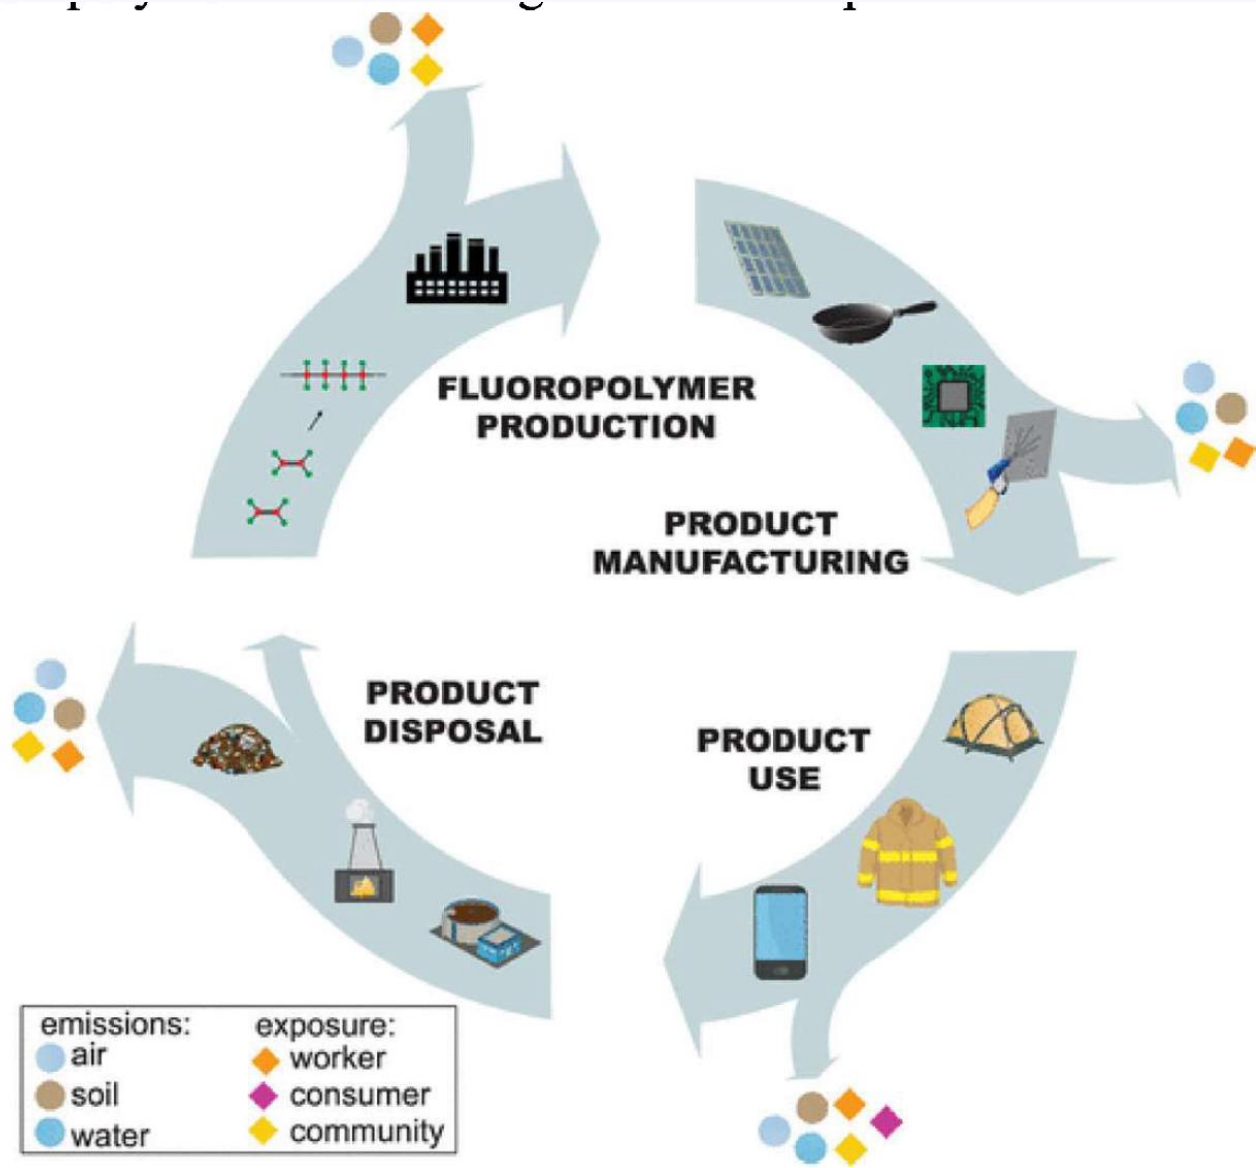 FLUOROPOLYMER
PRODUCTION
PRODUCT
MANUFACTURING
PRODUCT
USE
PRODUCT
DISPOSAL
emissions:
air
soil
water
exposure:
worker
consumer
community